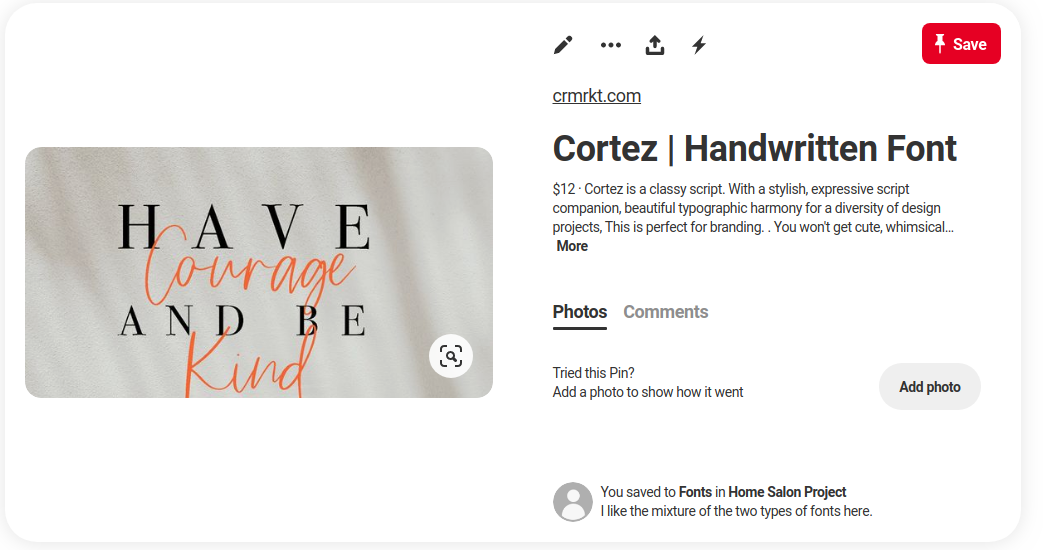 HAVE
Courage
AND BE
Kind
Save
crmrkt.com
Cortez | Handwritten Font
$12 · Cortez is a classy script. With a stylish, expressive script
companion, beautiful typographic harmony for a diversity of design
projects, This is perfect for branding. . You won't get cute, whimsical...
More
Photos Comments
Tried this Pin?
Add a photo to show how it went
Add photo
You saved to Fonts in Home Salon Project
I like the mixture of the two types of fonts here.